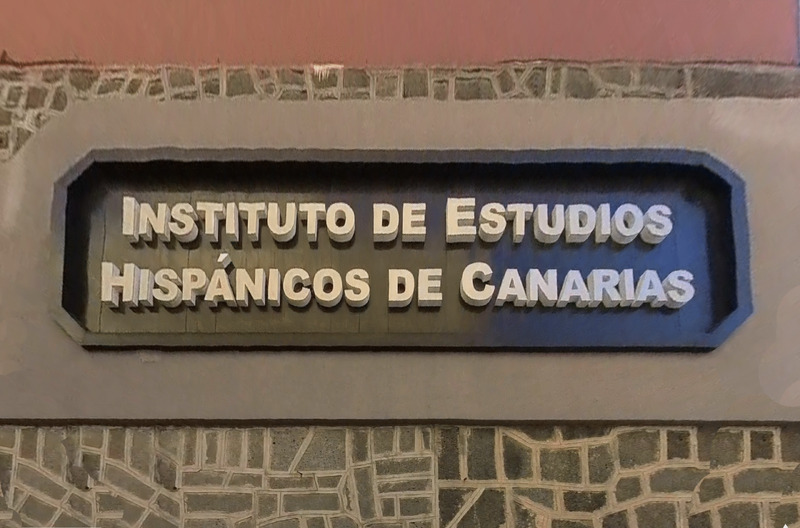 INSTITUTO DE ESTUDIOS
HISPÁNICOS DE CANARIAS